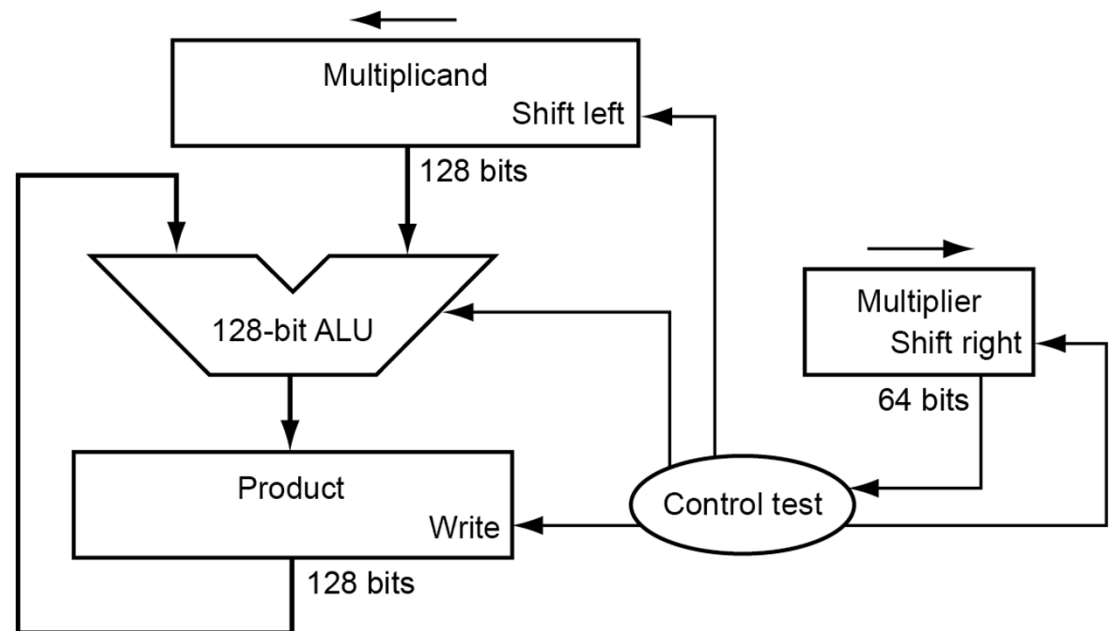 Multiplicand
Shift left
128 bits
128-bit ALU
Multiplier
Shift right
64 bits
Product
Write
Control test
128 bits